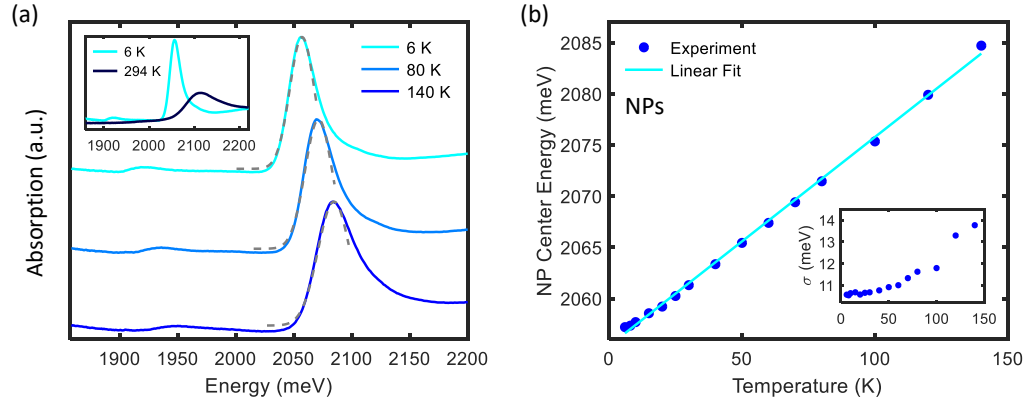 (a)
Absorption (a.u.)
6 K
294 K
1900 2000 2100 2200
6 K
80 K
140 K
1900 1950 2000 2050 2100 2150 2200
Energy (meV)
(b)
NP Center Energy (meV)
2085
2080
2075
2070
2065
2060
Experiment
Linear Fit
NPs
σ (meV)
14
13
12
11
0 50 100 150
0 50 100 150
Temperature (K)